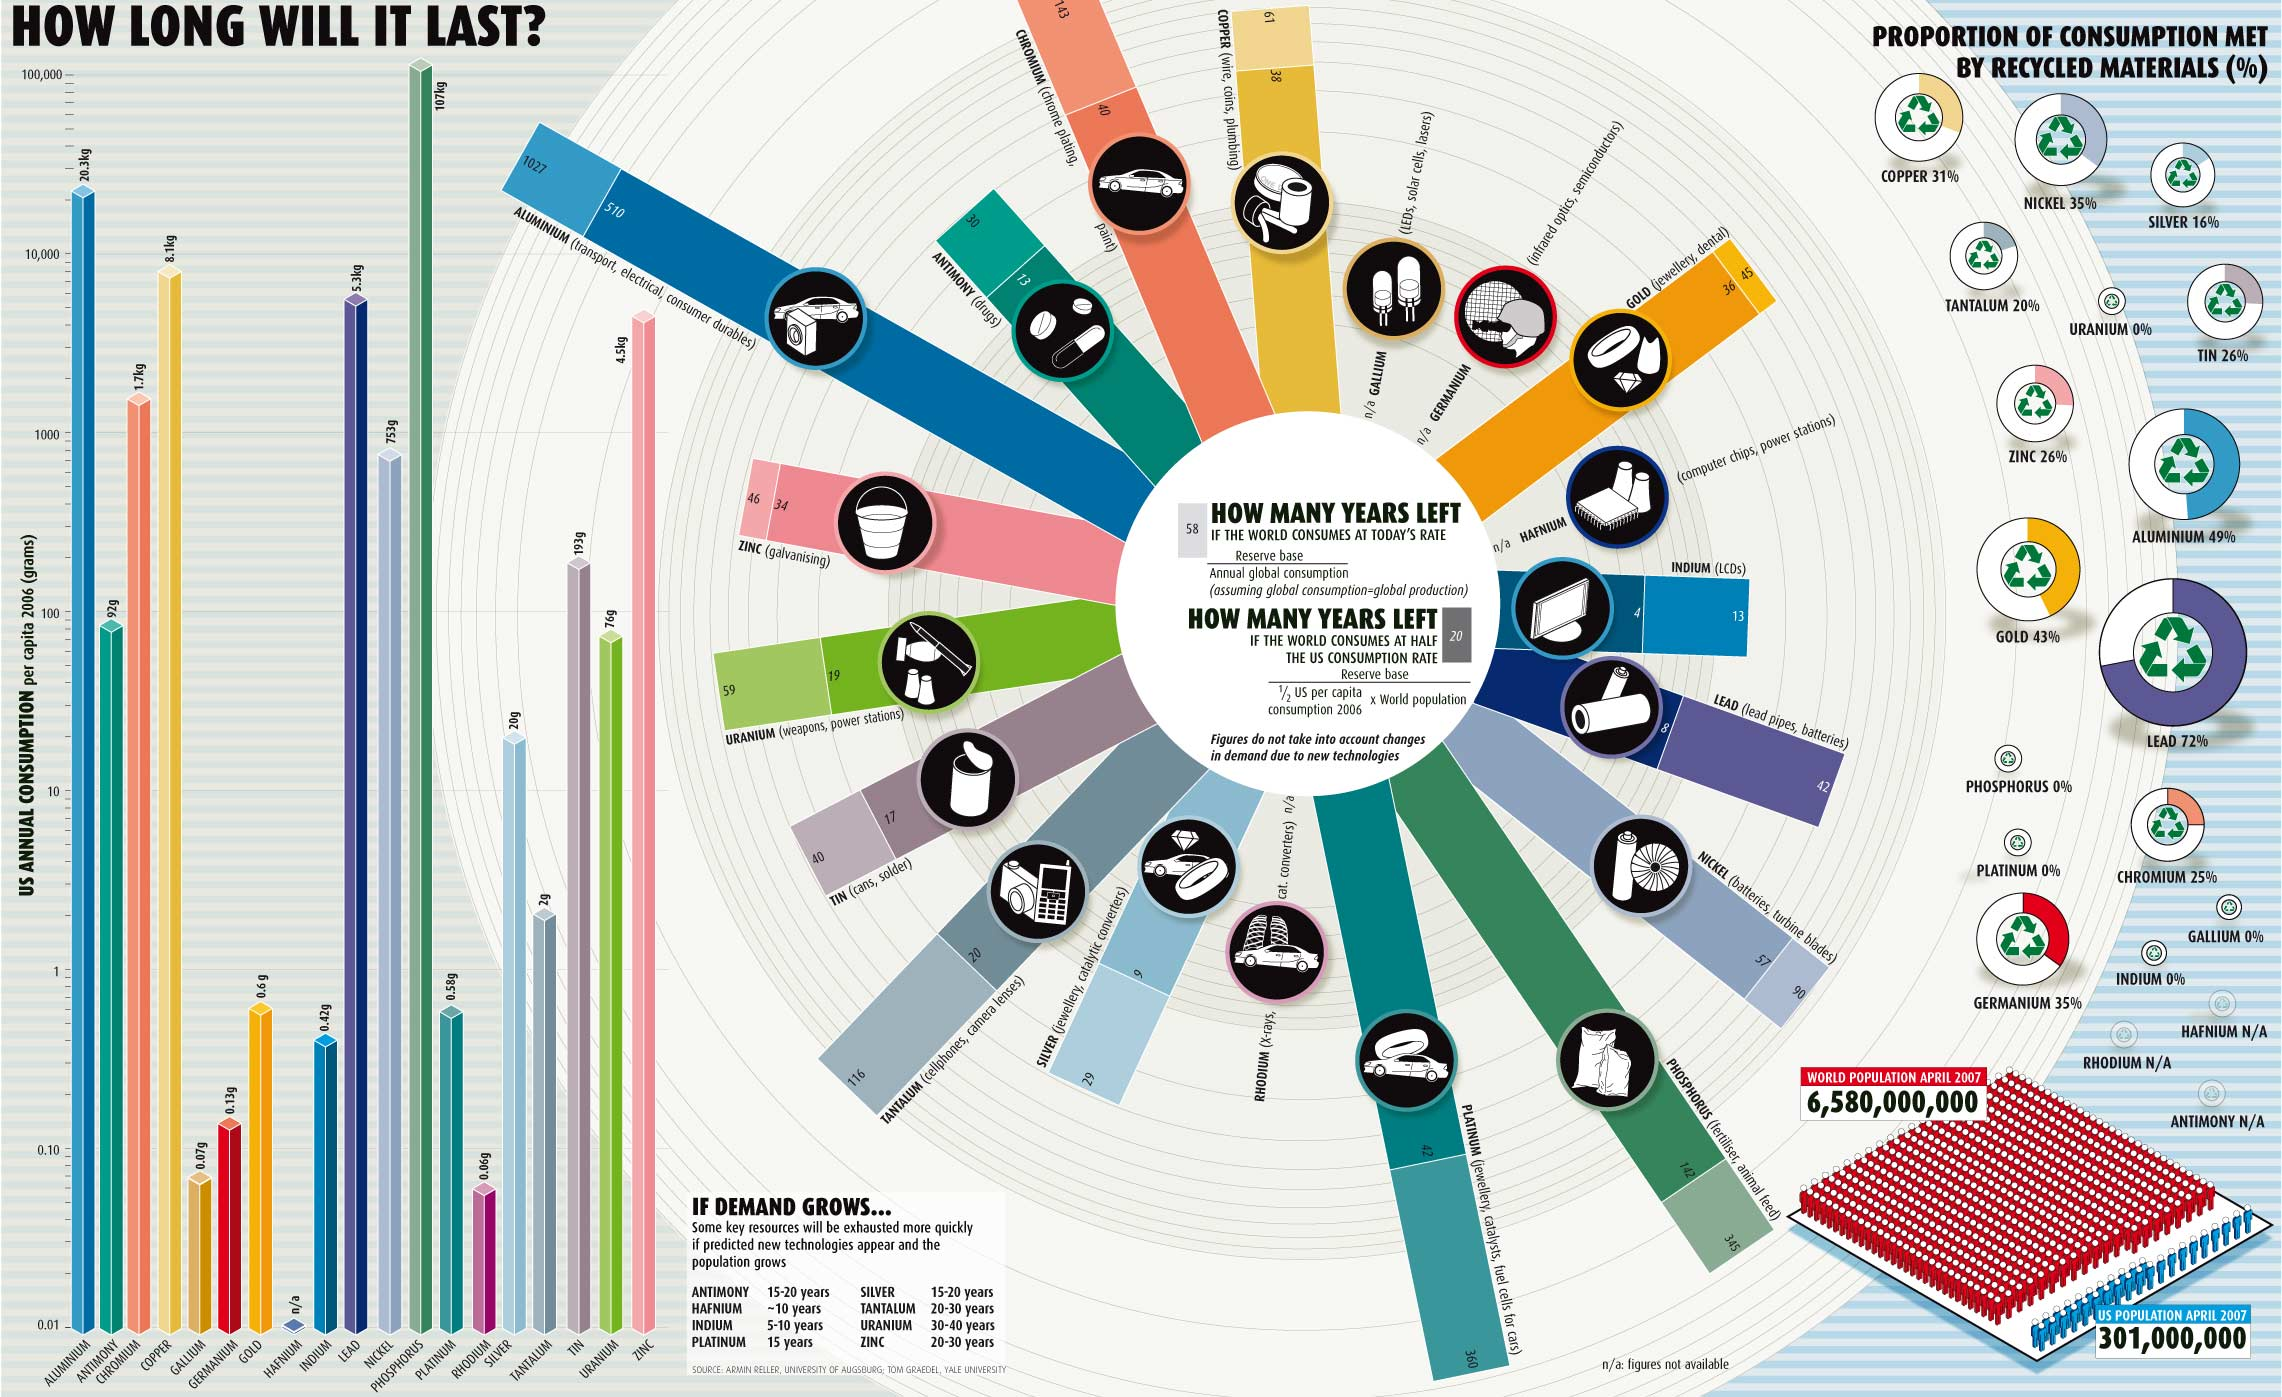 HOW LONG WILL IT LAST?
US ANNUAL CONSUMPTION per capita 2006 (grams)
100,000
10,000
1000
100
10
1
0.10
0.01
20.3kg
92g
1.7kg
8.1kg
0.07g
0.13g
0.6 g
n/a
0.42g
5.3kg
753g
107kg
0.58g
0.06g
20g
2g
193g
76g
4.5kg
ALUMINIUM
ANTIMONY
CHROMIUM
COPPER
GALLIUM
GERMANIUM
GOLD
HAFNIUM
INDIUM
LEAD
NICKEL
PHOSPHORUS
PLATINUM
RHODIUM
SILVER
TANTALUM
TIN
URANIUM
ZINC
1027
510
ALUMINIUM (transport, electrical, consumer durables)
30
13
ANTIMONY (drugs)
143
40
CHROMIUM (chrome plating,
paint)
61
38
COPPER (wire, coins, plumbing)
n/a GALLIUM
(LEDs, solar cells, lasers)
n/a GERMANIUM
(infrared optics, semiconductors)
GOLD (jewellery, dental)
36
45
n/a HAFNIUM
(computer chips, power stations)
INDIUM (LCDs)
4
13
LEAD (lead pipes, batteries)
8
42
NICKEL (batteries, turbine blades)
57
90
PHOSPHORUS (fertiliser, animal feed)
142
345
PLATINUM (jewellery, catalysts, fuel cells for cars)
42
360
RHODIUM (X-rays,
cat. converters) n/a
SILVER (jewellery, catalytic converters)
9
29
TANTALUM (cellphones, camera lenses)
20
116
TIN (cans, solder)
17
40
URANIUM (weapons, power stations)
19
59
ZINC (galvanising)
34
46
58
HOW MANY YEARS LEFT
IF THE WORLD CONSUMES AT TODAY'S RATE
Reserve base
Annual global consumption
(assuming global consumption=global production)
HOW MANY YEARS LEFT
20
IF THE WORLD CONSUMES AT HALF
THE US CONSUMPTION RATE
Reserve base
1/2 US per capita
consumption 2006
x World population
Figures do not take into account changes
in demand due to new technologies
IF DEMAND GROWS...
Some key resources will be exhausted more quickly
if predicted new technologies appear and the
population grows
ANTIMONY 15-20 years SILVER 15-20 years
HAFNIUM ~10 years TANTALUM 20-30 years
INDIUM 5-10 years URANIUM 30-40 years
PLATINUM 15 years ZINC 20-30 years
SOURCE: ARMIN RELLER, UNIVERSITY OF AUGSBURG; TOM GRAEDEL, YALE UNIVERSITY
n/a: figures not available
PROPORTION OF CONSUMPTION MET
BY RECYCLED MATERIALS (%)
COPPER 31%
NICKEL 35%
SILVER 16%
TANTALUM 20%
URANIUM 0%
TIN 26%
ZINC 26%
ALUMINIUM 49%
GOLD 43%
LEAD 72%
PHOSPHORUS 0%
PLATINUM 0%
CHROMIUM 25%
GALLIUM 0%
INDIUM 0%
GERMANIUM 35%
HAFNIUM N/A
RHODIUM N/A
ANTIMONY N/A
WORLD POPULATION APRIL 2007
6,580,000,000
US POPULATION APRIL 2007
301,000,000